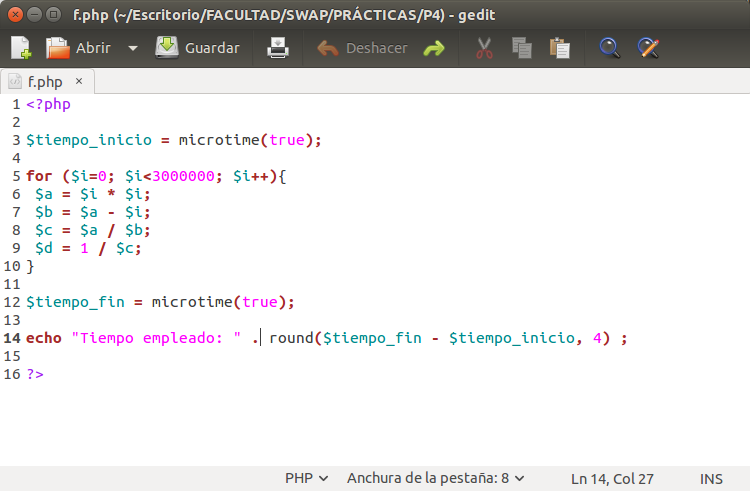 f.php (~/Escritorio/FACULTAD/SWAP/PRÁCTICAS/P4) - gedit
Abrir Guardar Deshacer
f.php ×
1 <?php
2
3 $tiempo_inicio = microtime(true);
4
5 for ($i=0; $i<3000000; $i++){
6  $a = $i * $i;
7  $b = $a - $i;
8  $c = $a / $b;
9  $d = 1 / $c;
10 }
11
12 $tiempo_fin = microtime(true);
13
14 echo "Tiempo empleado: " . round($tiempo_fin - $tiempo_inicio, 4) ;
15
16 ?>
PHP Anchura de la pestaña: 8 Ln 14, Col 27 INS